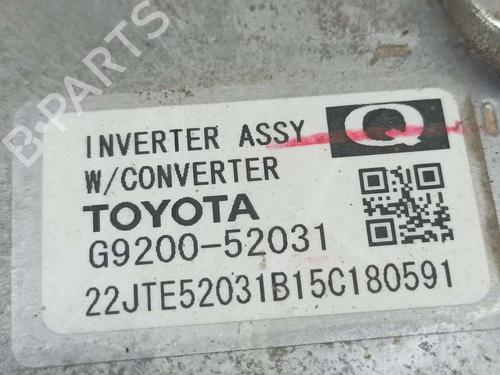 B-PARTS
INVERTER ASSY Q
W/CONVERTER
TOYOTA
G9200-52031
22JTE52031B15C180591